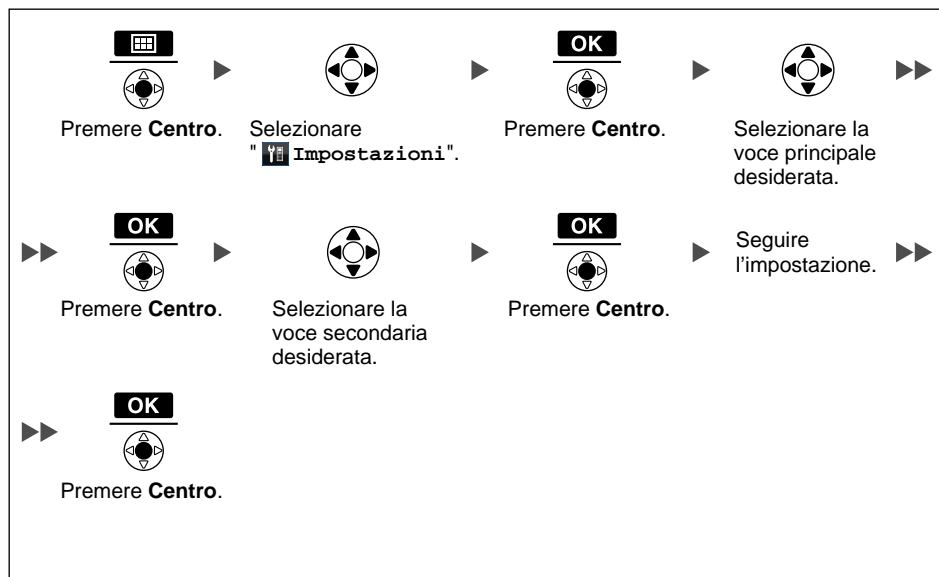 OK
Premere Centro.
Selezionare
" Impostazioni".
Premere Centro.
Selezionare la
voce principale
desiderata.
OK
OK
Premere Centro.
Selezionare la
voce secondaria
desiderata.
Premere Centro.
Seguire
l'impostazione.
OK
Premere Centro.